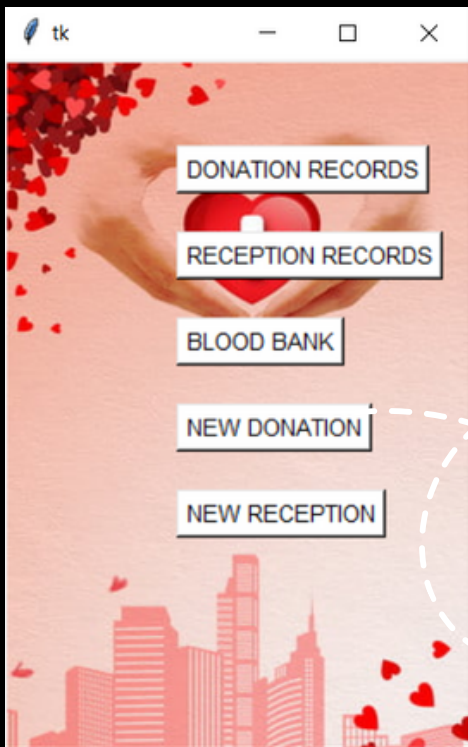 tk
DONATION RECORDS
RECEPTION RECORDS
BLOOD BANK
NEW DONATION
NEW RECEPTION